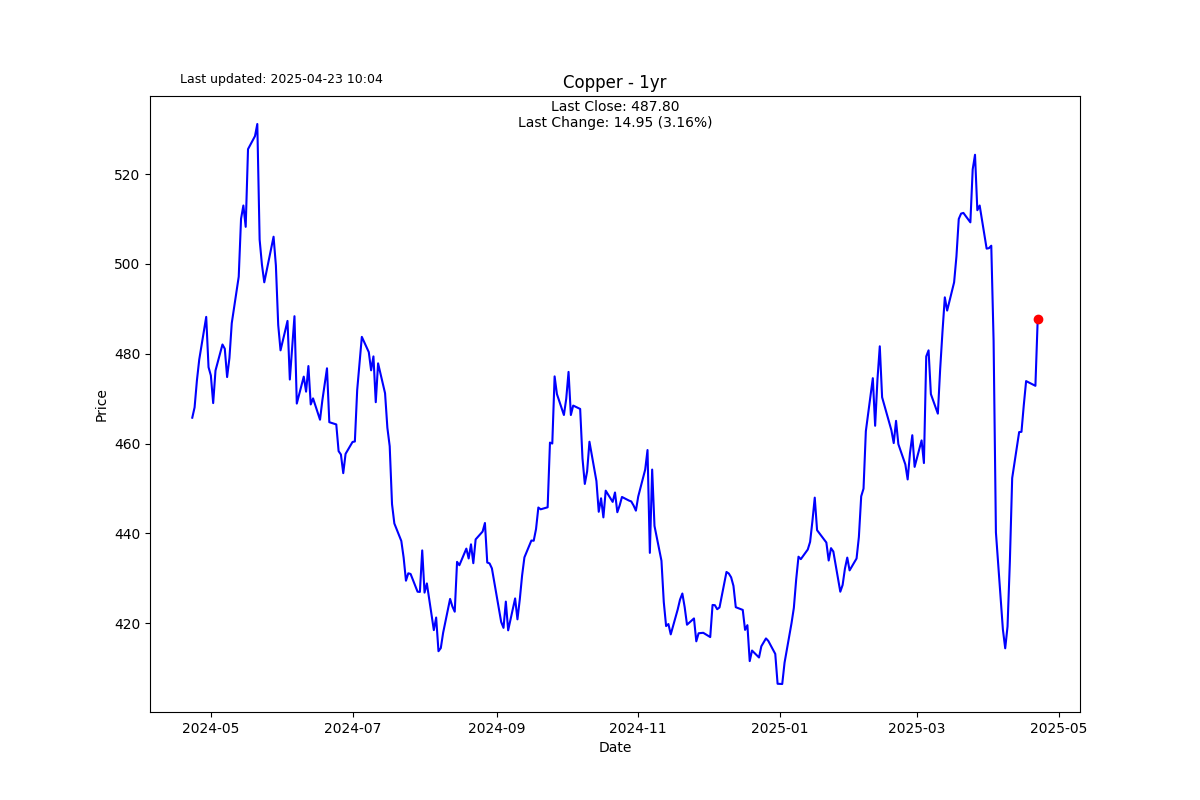 Last updated: 2025-04-23 10:04
Copper - 1yr
Last Close: 487.80
Last Change: 14.95 (3.16%)
520
500
480
460
440
420
Price
2024-05
2024-07
2024-09
2024-11
2025-01
2025-03
2025-05
Date